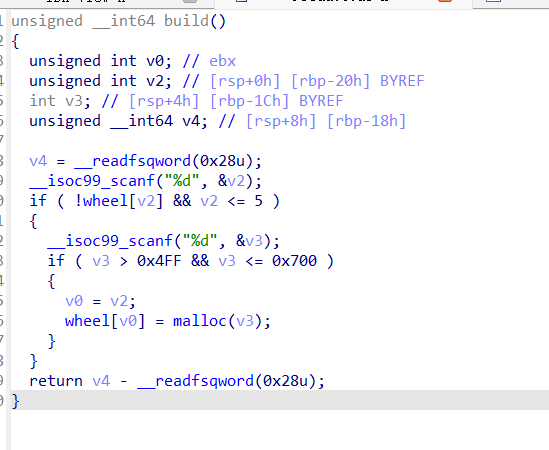 unsigned __int64 build()
{
unsigned int v0; // ebx
unsigned int v2; // [rsp+0h] [rbp-20h] BYREF
int v3; // [rsp+4h] [rbp-1Ch] BYREF
unsigned __int64 v4; // [rsp+8h] [rbp-18h]
v4 = __readfsqword(0x28u);
__isoc99_scanf("%d", &v2);
if ( !wheel[v2] && v2 <= 5 )
{
__isoc99_scanf("%d", &v3);
if ( v3 > 0x4FF && v3 <= 0x700 )
{
v0 = v2;
wheel[v0] = malloc(v3);
}
}
return v4 - __readfsqword(0x28u);
}